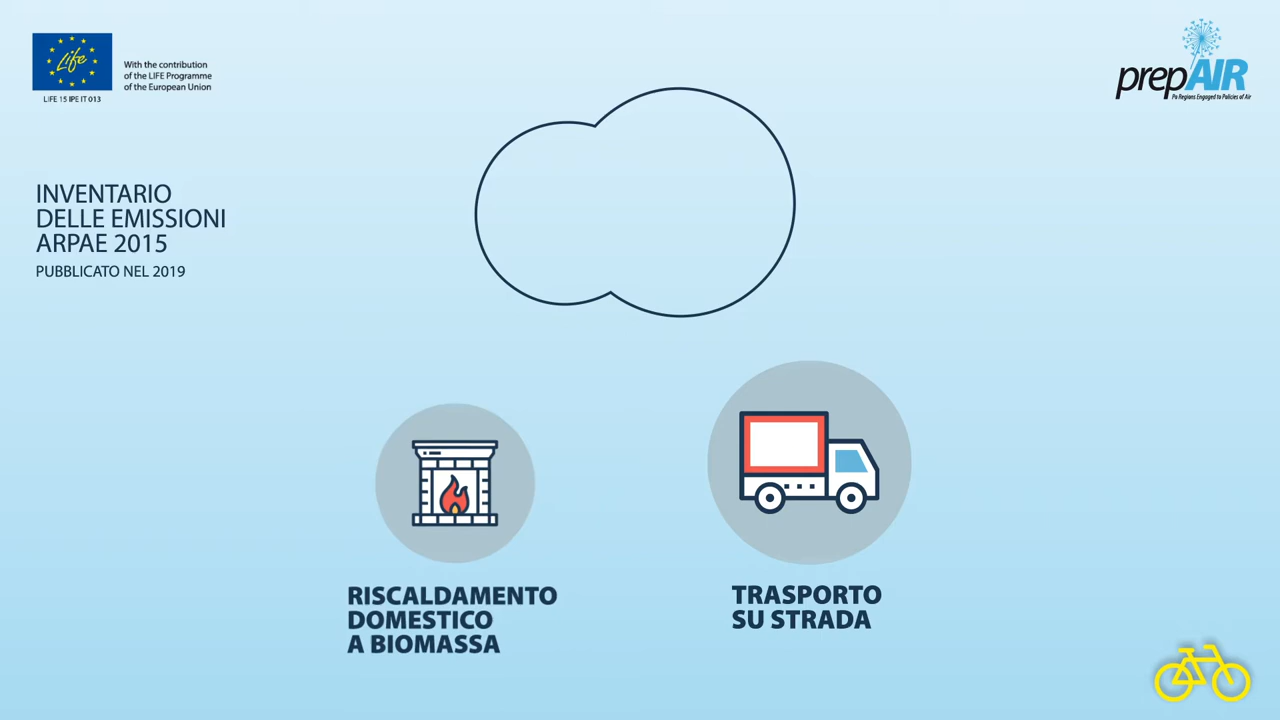 Life
With the contribution
of the LIFE Programme
of the European Union
LIFE 15 IPE IT 013
prepAIR
Po Regions Engaged to Policies of Air
INVENTARIO
DELLE EMISSIONI
ARPAE 2015
PUBBLICATO NEL 2019
RISCALDAMENTO
DOMESTICO
A BIOMASSA
TRASPORTO
SU STRADA